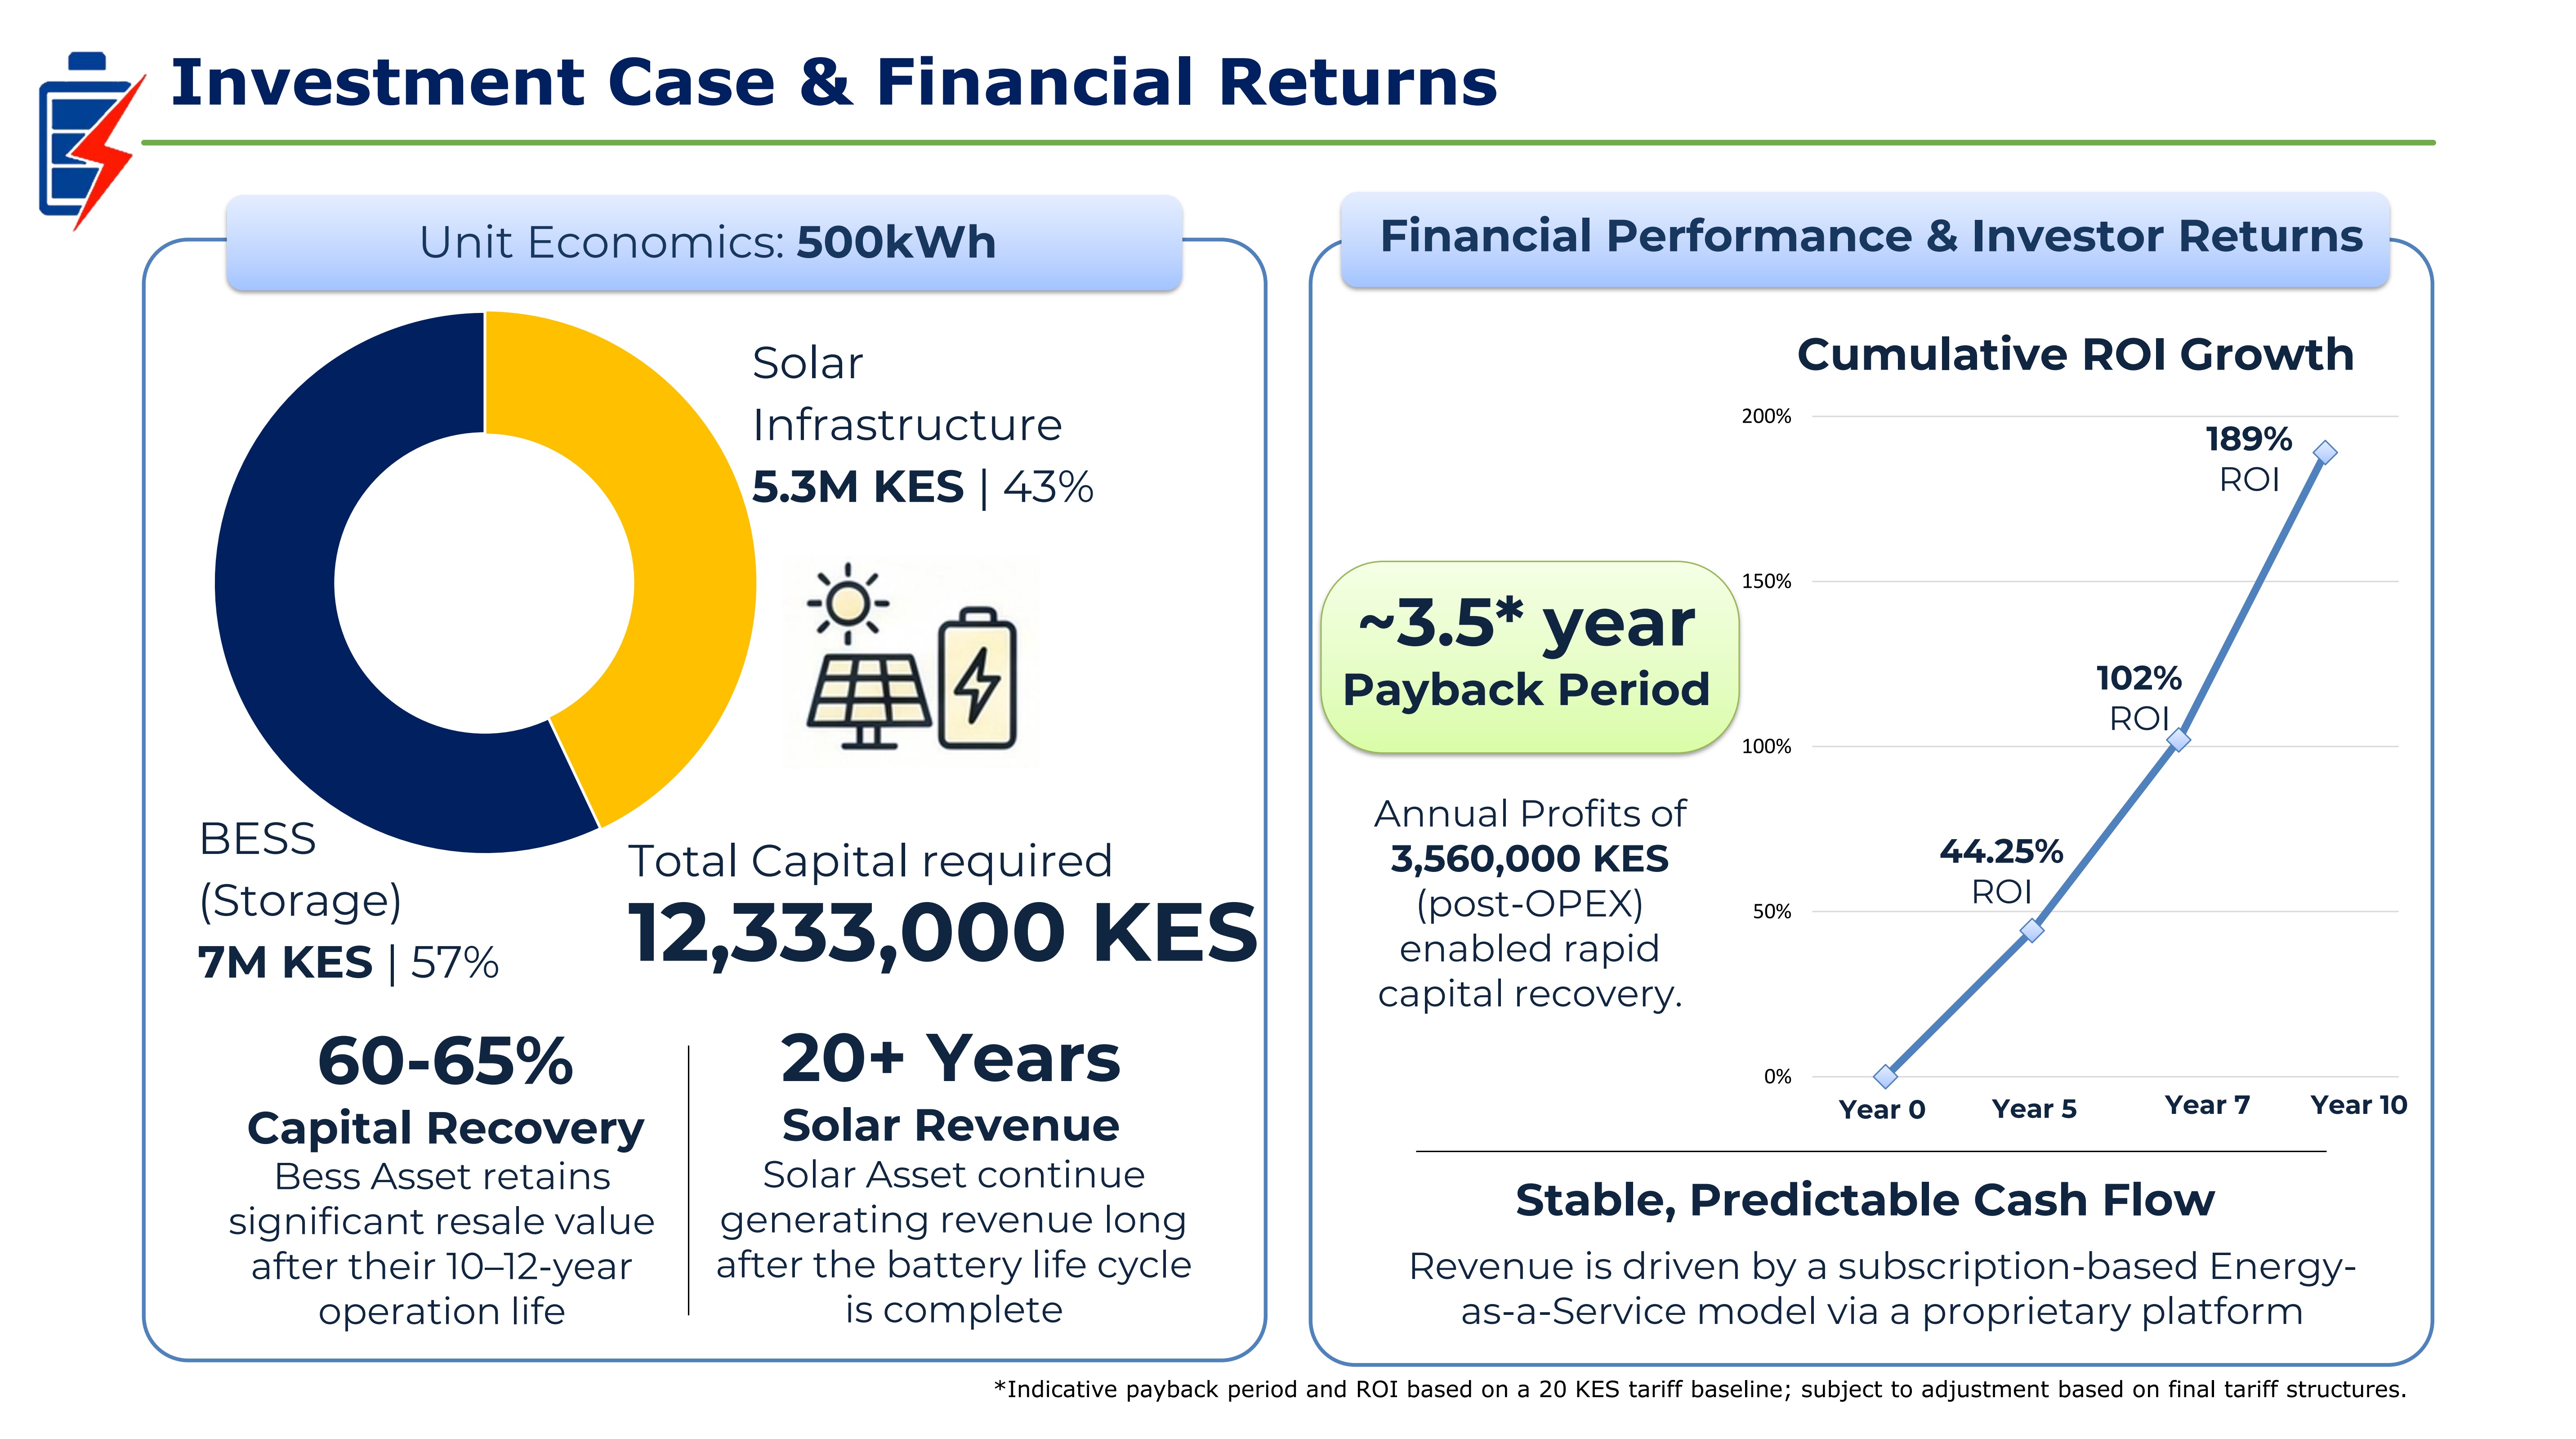 Investment Case & Financial Returns
Unit Economics: 500kWh
Solar
Infrastructure
5.3M KES | 43%
BESS
(Storage)
7M KES | 57%
Total Capital required
12,333,000 KES
60-65%
Capital Recovery
Bess Asset retains
significant resale value
after their 10–12-year
operation life
20+ Years
Solar Revenue
Solar Asset continue
generating revenue long
after the battery life cycle
is complete
Financial Performance & Investor Returns
~3.5* year
Payback Period
Annual Profits of
3,560,000 KES
(post-OPEX)
enabled rapid
capital recovery.
Cumulative ROI Growth
200%
150%
100%
50%
0%
189%
ROI
102%
ROI
44.25%
ROI
Year 0
Year 5
Year 7
Year 10
Stable, Predictable Cash Flow
Revenue is driven by a subscription-based Energy-
as-a-Service model via a proprietary platform
*Indicative payback period and ROI based on a 20 KES tariff baseline; subject to adjustment based on final tariff structures.